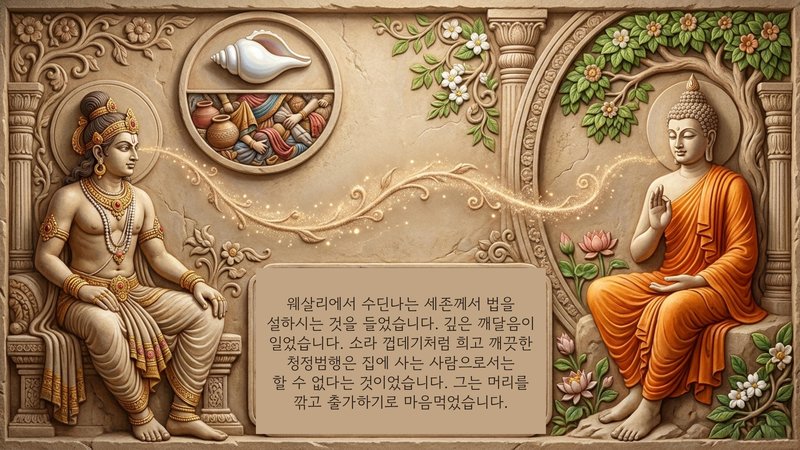 웨살리에서 수딘나는 세존께서 법을
설하시는 것을 들었습니다. 깊은 깨달음이
일었습니다. 소라 껍데기처럼 희고 깨끗한
청정범행은 집에 사는 사람으로서는
할 수 없다는 것이었습니다. 그는 머리를
깎고 출가하기로 마음먹었습니다.